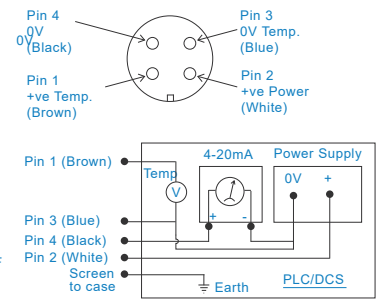 Pin 4
0V
0V
(Black)
Pin 3
0V Temp.
(Blue)
Pin 1
+ve Temp.
(Brown)
Pin 2
+ve Power
(White)
4-20mA
Power Supply
Pin 1 (Brown)
Temp
V
0V +
Pin 3 (Blue)
Pin 4 (Black)
+ -
Pin 2 (White)
Screen
to case
Earth
PLC/DCS